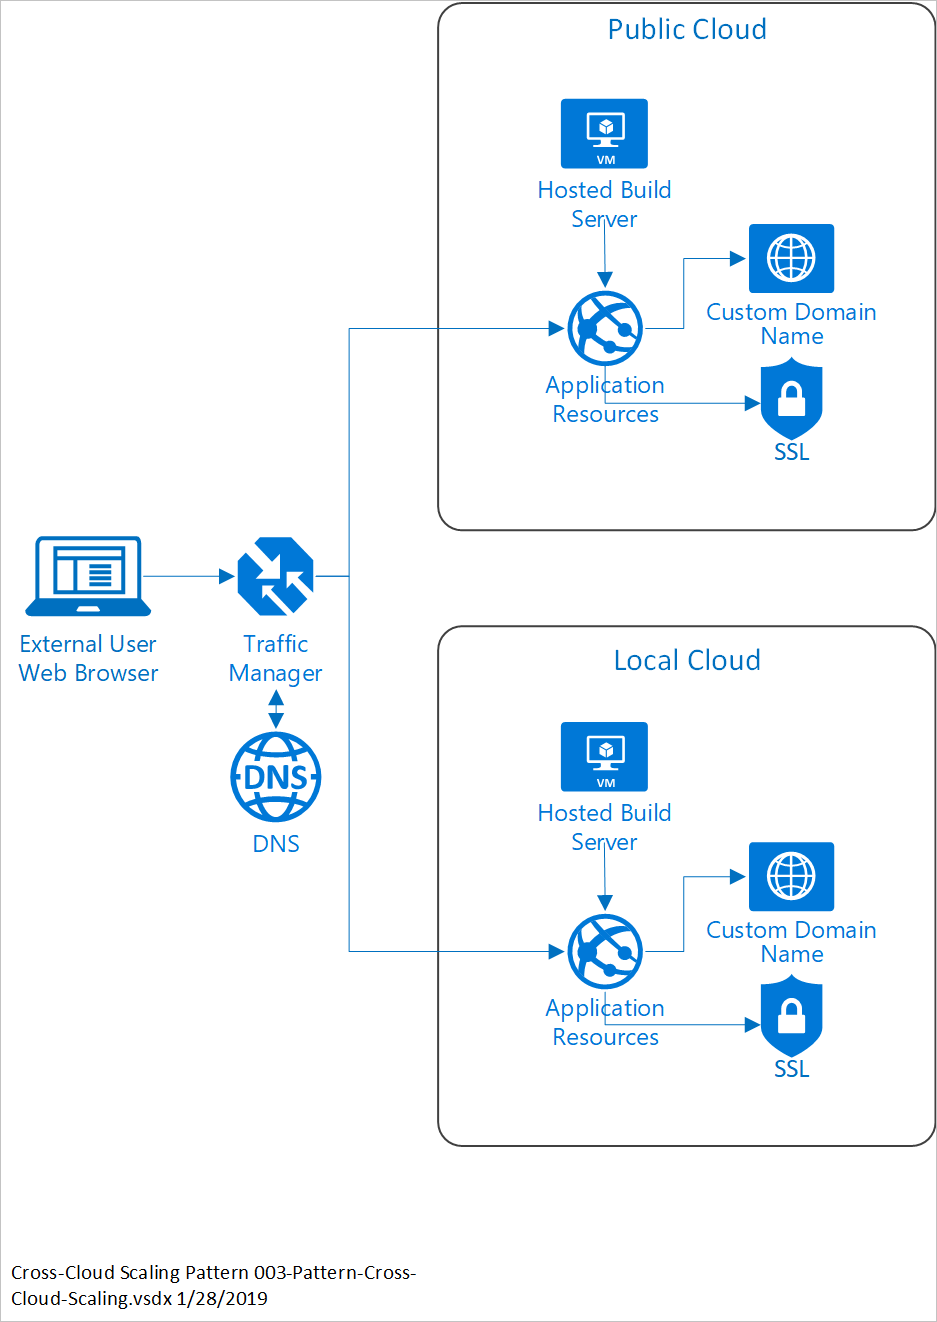 Public Cloud
VM
Hosted Build
Server
Custom Domain
Name
Application
Resources
SSL
External User
Web Browser
Traffic
Manager
DNS
DNS
Local Cloud
VM
Hosted Build
Server
Custom Domain
Name
Application
Resources
SSL
Cross-Cloud Scaling Pattern 003-Pattern-Cross-
Cloud-Scaling.vsdx 1/28/2019